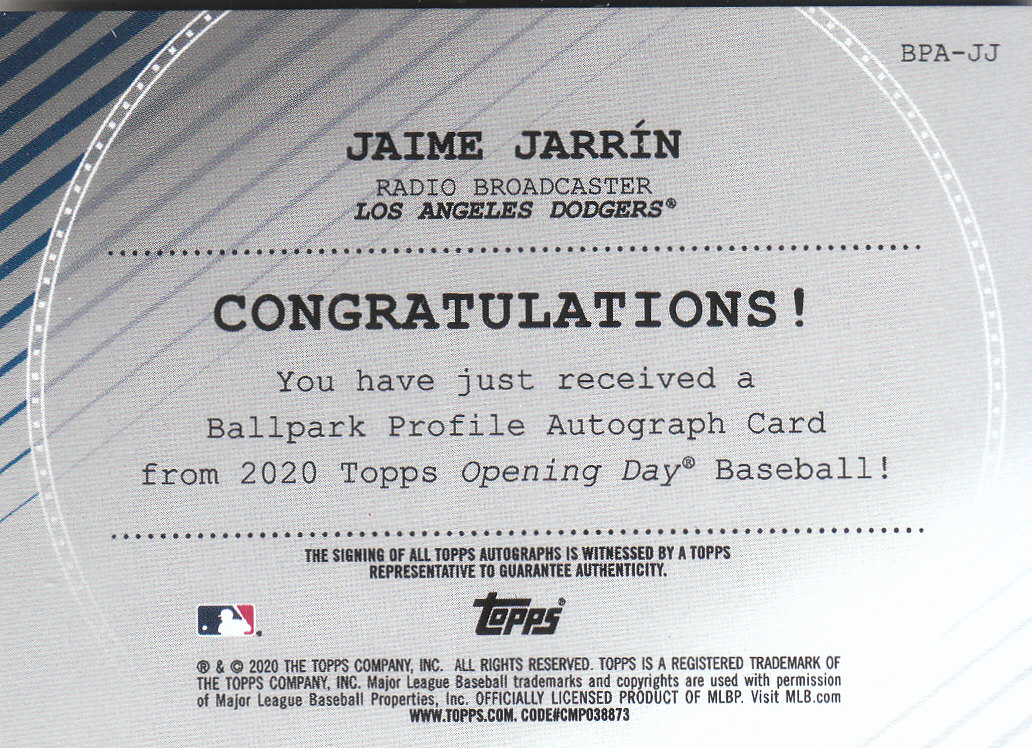 BPA-JJ
JAIME JARRÍN
RADIO BROADCASTER
LOS ANGELES DODGERS®
CONGRATULATIONS!
You have just received a
Ballpark Profile Autograph Card
from 2020 Topps Opening Day® Baseball!
THE SIGNING OF ALL TOPPS AUTOGRAPHS IS WITNESSED BY A TOPPS
REPRESENTATIVE TO GUARANTEE AUTHENTICITY.
Topps®
® & © 2020 THE TOPPS COMPANY, INC. ALL RIGHTS RESERVED. TOPPS IS A REGISTERED TRADEMARK OF
THE TOPPS COMPANY, INC. Major League Baseball trademarks and copyrights are used with permission
of Major League Baseball Properties, Inc. OFFICIALLY LICENSED PRODUCT OF MLBP. Visit MLB.com
WWW.TOPPS.COM. CODE#CMP038873